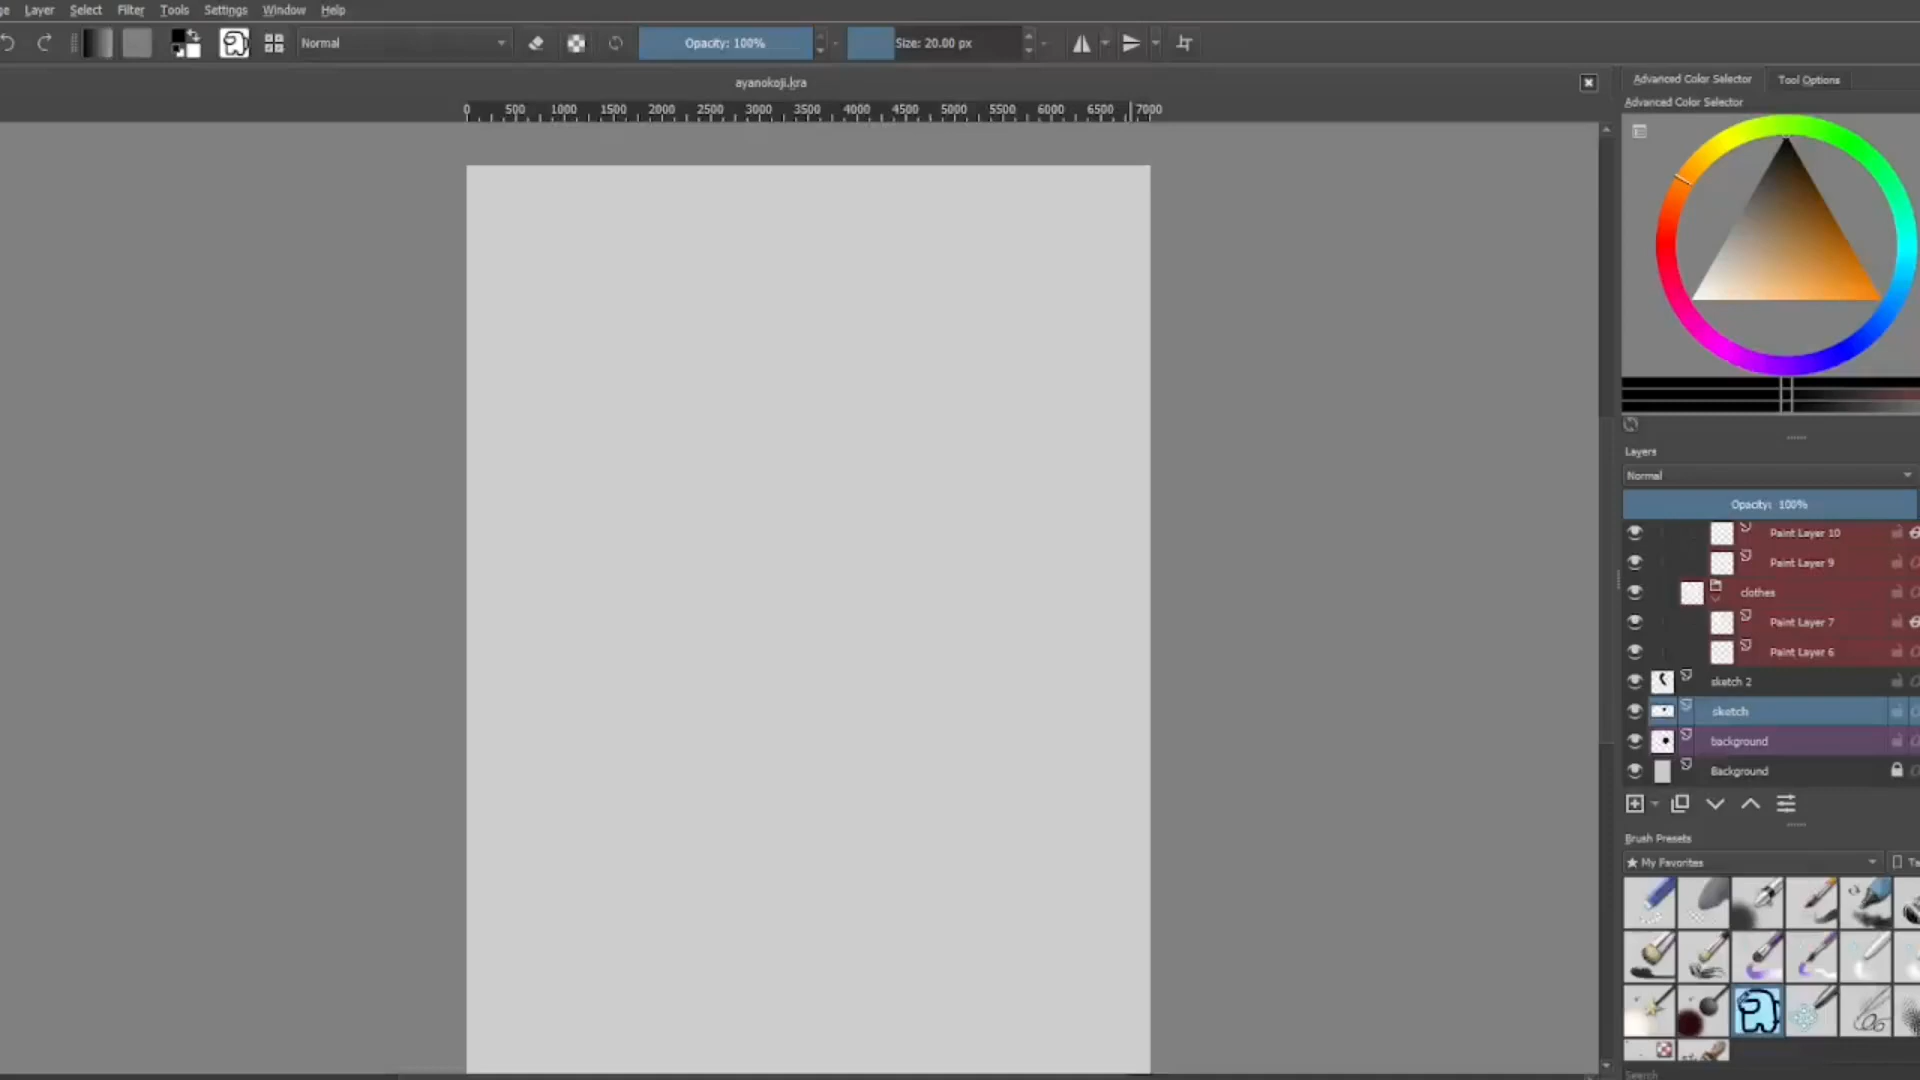 ge Layer Select Filter Tools Settings Window Help
Normal
Opacity: 100%
Size: 20.00 px
ayanokoji.kra
0 500 1000 1500 2000 2500 3000 3500 4000 4500 5000 5500 6000 6500 7000
Advanced Color Selector
Tool Options
Advanced Color Selector
Layers
Normal
Opacity: 100%
Paint Layer 10
Paint Layer 9
clothes
Paint Layer 7
Paint Layer 6
sketch 2
sketch
background
Background
Brush Presets
★ My Favorites
Ta
Search